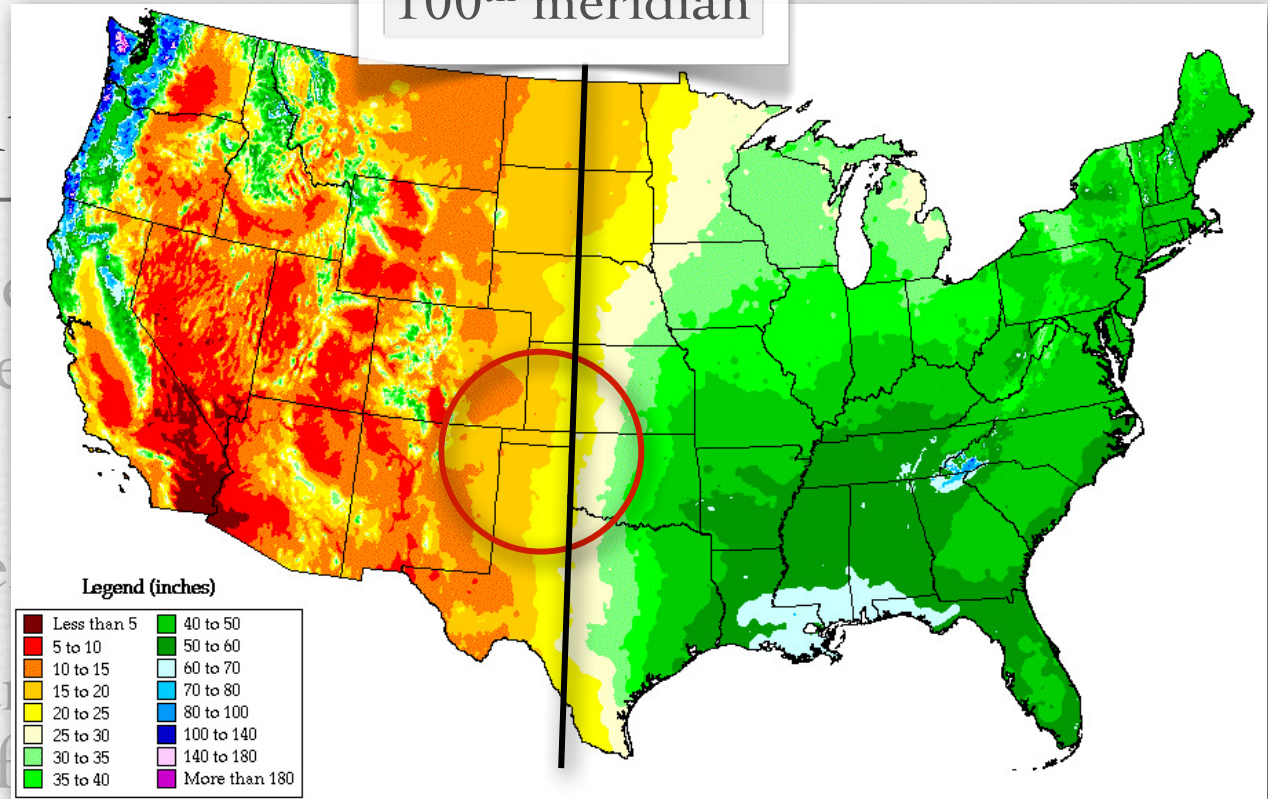 100th meridian
Legend (inches)
Less than 5
5 to 10
10 to 15
15 to 20
20 to 25
25 to 30
30 to 35
35 to 40
40 to 50
50 to 60
60 to 70
70 to 80
80 to 100
100 to 140
140 to 180
More than 180